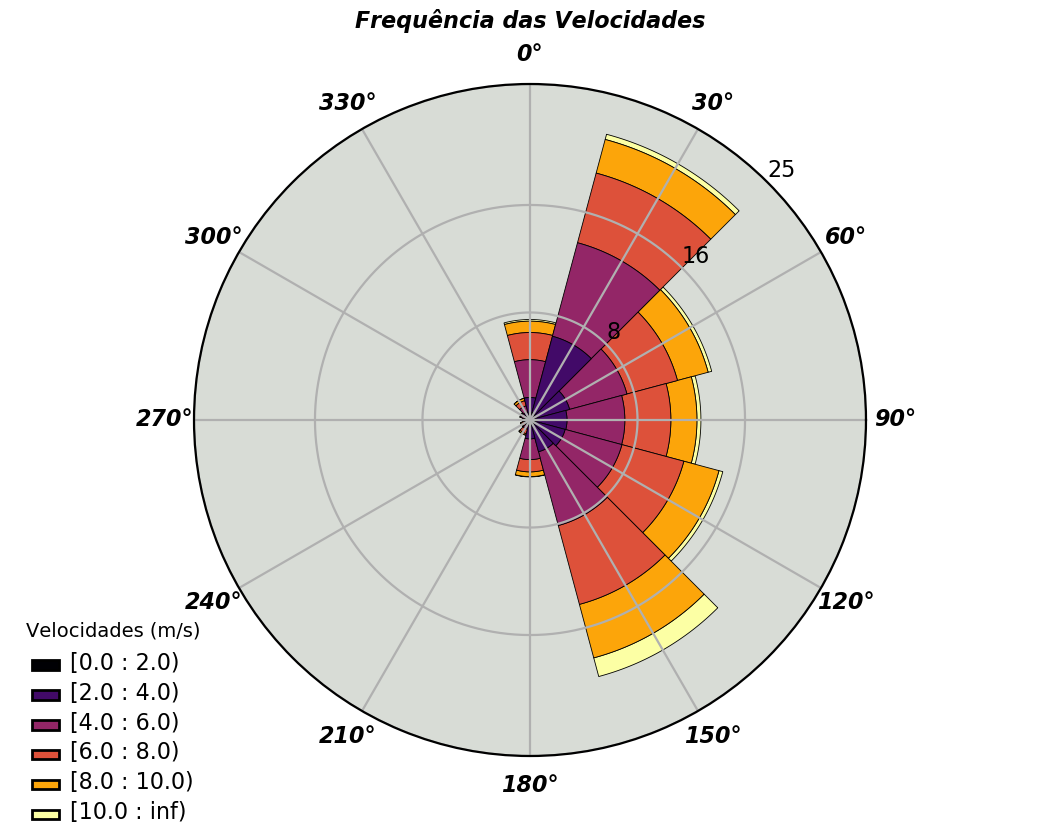 Frequência das Velocidades
0°
330°
30°
25
300°
60°
16
8
270°
90°
240°
120°
Velocidades (m/s)
[0.0 : 2.0)
[2.0 : 4.0)
[4.0 : 6.0)
210°
150°
[6.0 : 8.0)
[8.0 : 10.0)
180°
[10.0 : inf)